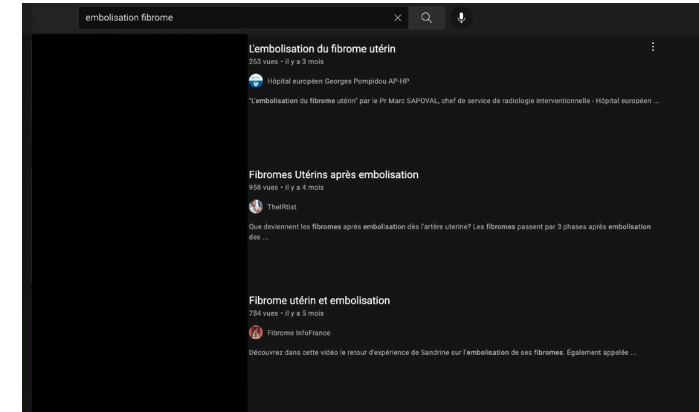 embolisation fibrome
L'embolisation du fibrome utérin
263 vues • il y a 3 mois
Hôpital européen Georges Pompidou AP-HP
"L'embolisation du fibrome utérin" par le Pr Marc SAPOVAL, chef de service de radiologie interventionnelle - Hôpital européen ...
Fibromes Utérins après embolisation
958 vues • il y a 4 mois
TheIRtist
Que deviennent les fibromes après embolisation dès l'artère uterine? Les fibromes passent par 3 phases après embolisation
des ...
Fibrome utérin et embolisation
784 vues • il y a 5 mois
Fibrome InfoFrance
Découvrez dans cette vidéo le retour d'expérience de Sandrine sur l'embolisation de ses fibromes. Également appelée ...